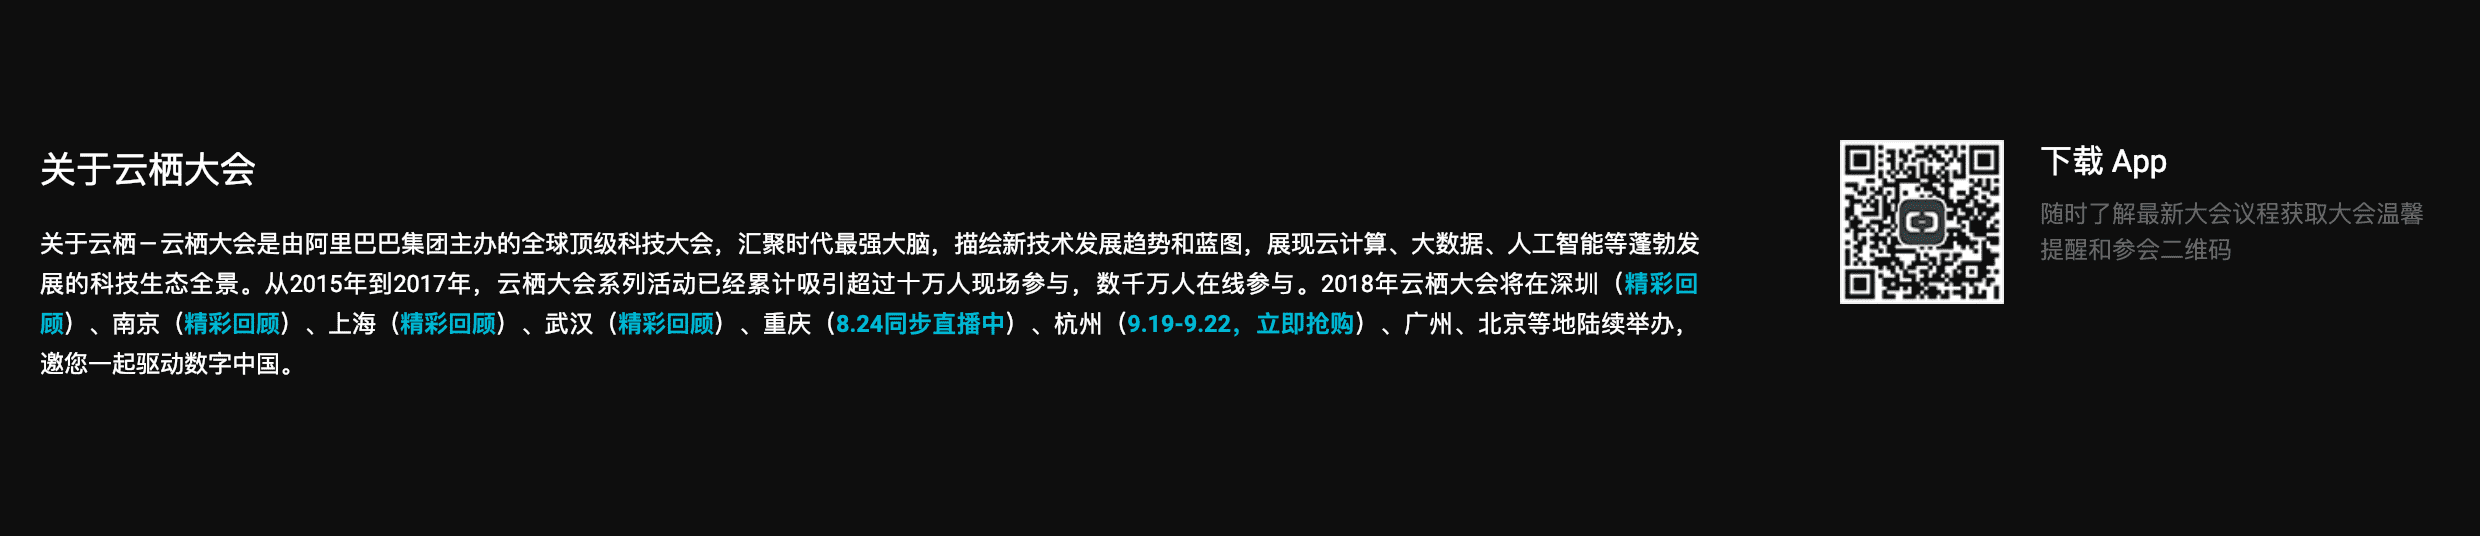 关于云栖大会
关于云栖－云栖大会是由阿里巴巴集团主办的全球顶级科技大会，汇聚时代最强大脑，描绘新技术发展趋势和蓝图，展现云计算、大数据、人工智能等蓬勃发
展的科技生态全景。从2015年到2017年，云栖大会系列活动已经累计吸引超过十万人现场参与，数千万人在线参与。2018年云栖大会将在深圳（精彩回
顾）、南京（精彩回顾）、上海（精彩回顾）、武汉（精彩回顾）、重庆（8.24同步直播中）、杭州（9.19-9.22，立即抢购）、广州、北京等地陆续举办，
邀您一起驱动数字中国。
下载 App
随时了解最新大会议程获取大会温馨
提醒和参会二维码